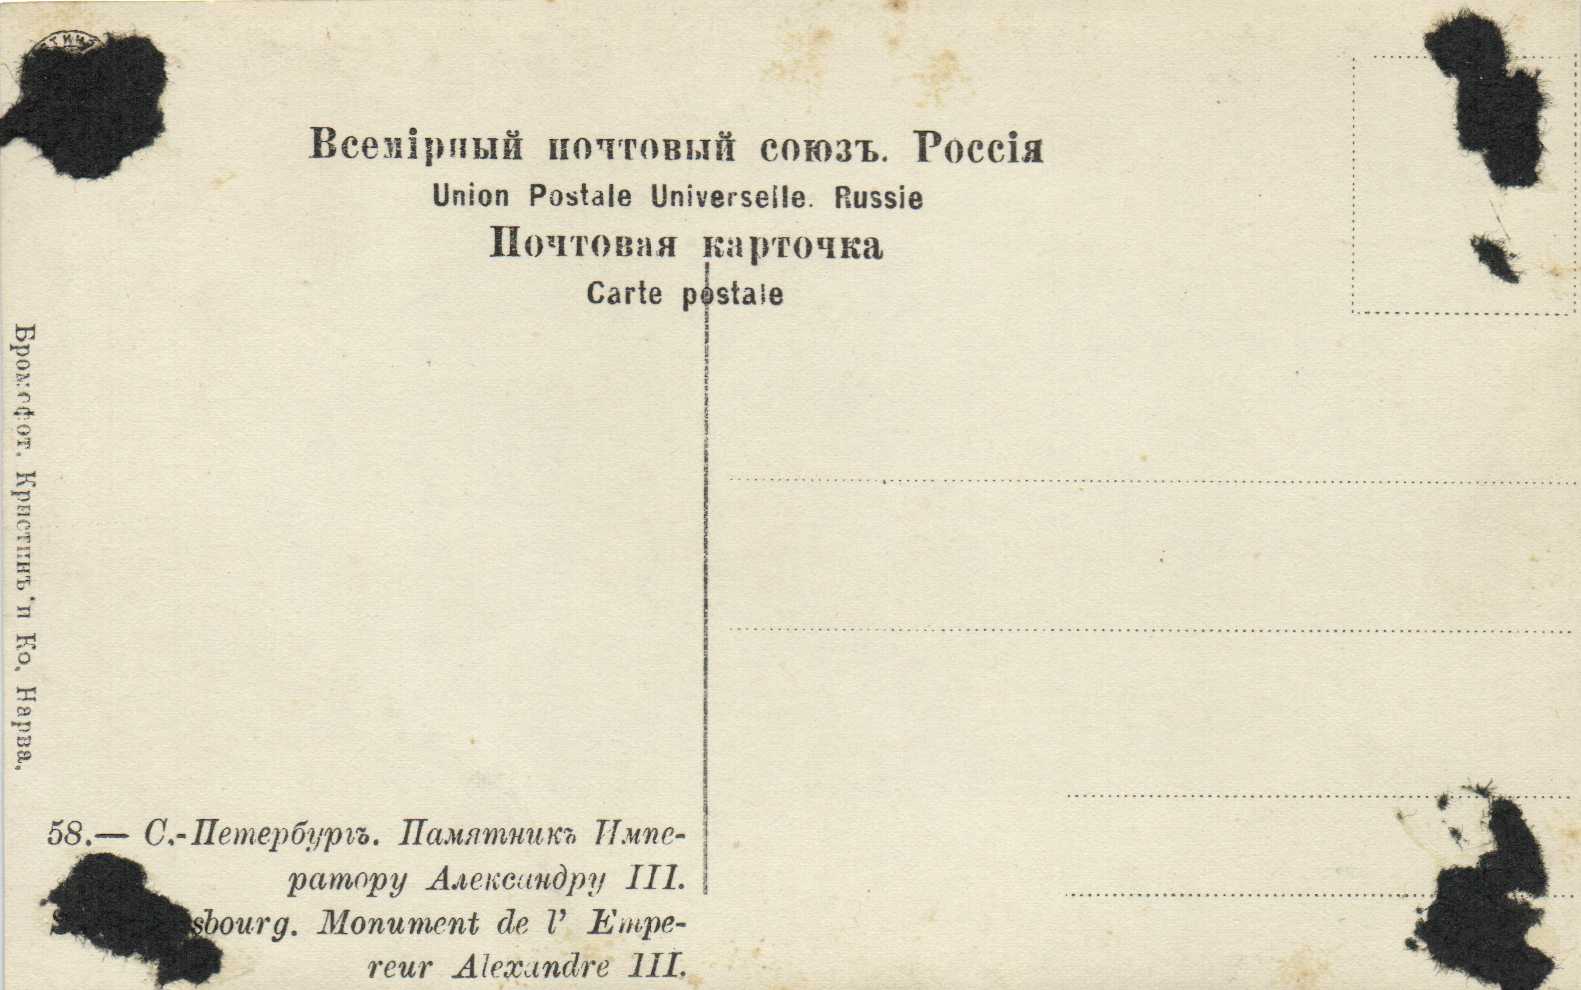 Всемірный почтовый союзъ. Россія
Union Postale Universelle. Russie
Почтовая карточка
Carte postale
Бромофот. Кристинъ и Ко. Нарва.
58.— С.-Петербургъ. Памятникъ Импе-
ратору Александру III.
Monument de l' Empe-
reur Alexandre III.